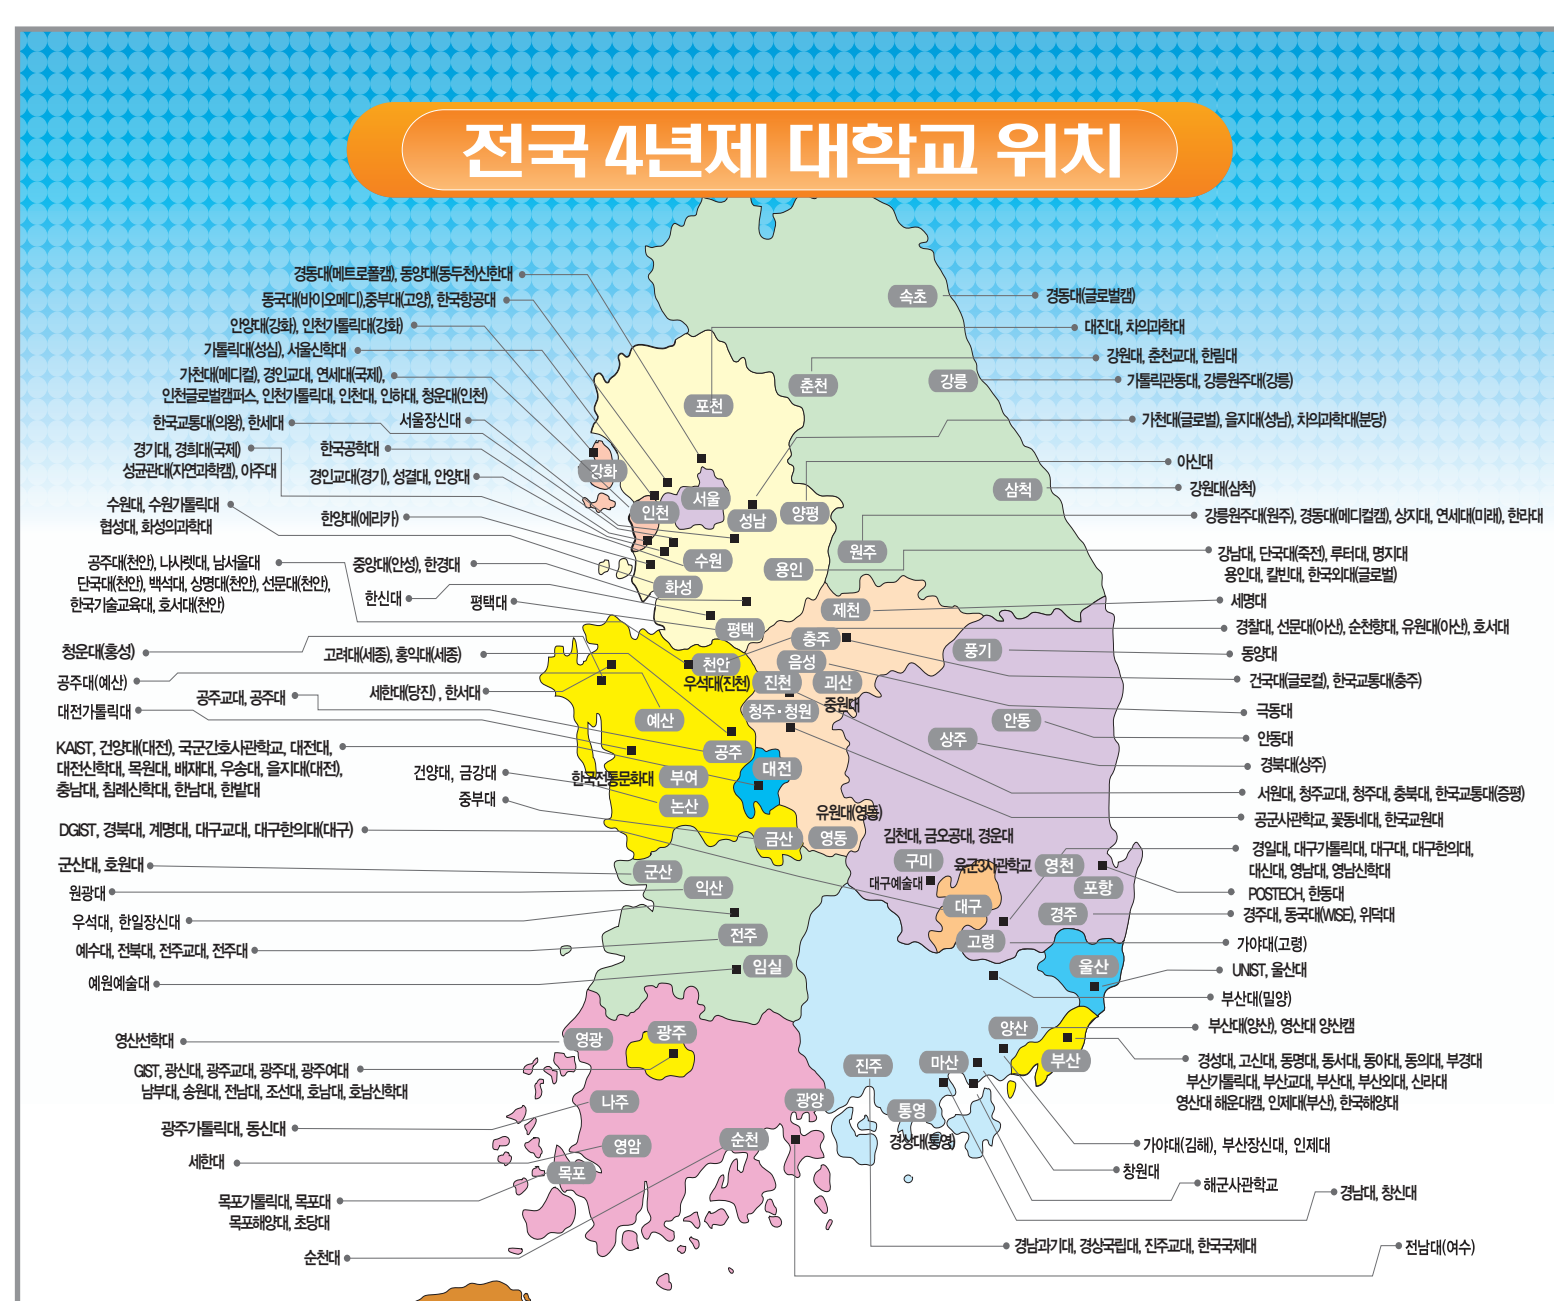 전국 4년제 대학교 위치
경동대(메트로폴캠), 동양대(동두천)신한대
동국대(바이오메디),중부대(고양), 한국항공대
안양대(강화), 인천가톨릭대(강화)
가톨릭대(성심), 서울신학대
가천대(메디컬), 경인교대, 연세대(국제),
인천글로벌캠퍼스, 인천가톨릭대, 인천대, 인하대, 청운대(인천)
한국교통대(의왕), 한세대
서울장신대
경기대, 경희대(국제)
성균관대(자연과학캠), 아주대
한국공학대
경인교대(경기), 성결대, 안양대
수원대, 수원가톨릭대
협성대, 화성의과학대
한양대(에리카)
공주대(천안), 나사렛대, 남서울대
단국대(천안), 백석대, 상명대(천안), 선문대(천안),
한국기술교육대, 호서대(천안)
중앙대(안성), 한경대
한신대
평택대
청운대(홍성)
고려대(세종), 홍익대(세종)
공주대(예산)
공주교대, 공주대
세한대(당진) , 한서대
대전가톨릭대
KAIST, 건양대(대전), 국군간호사관학교, 대전대,
대전신학대, 목원대, 배재대, 우송대, 을지대(대전),
충남대, 침례신학대, 한남대, 한밭대
건양대, 금강대
중부대
DGIST, 경북대, 계명대, 대구교대, 대구한의대(대구)
군산대, 호원대
원광대
우석대, 한일장신대
예수대, 전북대, 전주교대, 전주대
예원예술대
영산선학대
GIST, 광신대, 광주교대, 광주대, 광주여대
남부대, 송원대, 전남대, 조선대, 호남대, 호남신학대
광주가톨릭대, 동신대
세한대
목포가톨릭대, 목포대
목포해양대, 초당대
순천대
속초
춘천
강릉
포천
강화
서울
인천
성남
양평
삼척
수원
용인
원주
화성
제천
평택
충주
천안
음성
풍기
우석대(진천)
진천
괴산
중원대
청주·청원
예산
안동
상주
공주
대전
한국전통문화대
부여
논산
유원대(영동)
금산
영동
김천대, 금오공대, 경운대
구미
육군3사관학교
영천
대구예술대
포항
군산
익산
대구
경주
전주
고령
임실
울산
영광
광주
양산
부산
진주
마산
나주
광양
통영
경상대(통영)
영암
순천
목포
경동대(글로벌캠)
대진대, 차의과학대
강원대, 춘천교대, 한림대
가톨릭관동대, 강릉원주대(강릉)
가천대(글로벌), 을지대(성남), 차의과학대(분당)
아신대
강원대(삼척)
강릉원주대(원주), 경동대(메디컬캠), 상지대, 연세대(미래), 한라대
강남대, 단국대(죽전), 루터대, 명지대
용인대, 칼빈대, 한국외대(글로벌)
세명대
경찰대, 선문대(아산), 순천향대, 유원대(아산), 호서대
동양대
건국대(글로컬), 한국교통대(충주)
극동대
안동대
경북대(상주)
서원대, 청주교대, 청주대, 충북대, 한국교통대(증평)
공군사관학교, 꽃동네대, 한국교원대
경일대, 대구가톨릭대, 대구대, 대구한의대,
대신대, 영남대, 영남신학대
POSTECH, 한동대
경주대, 동국대(WISE), 위덕대
가야대(고령)
UNIST, 울산대
부산대(밀양)
부산대(양산), 영산대 양산캠
경성대, 고신대, 동명대, 동서대, 동아대, 동의대, 부경대
부산가톨릭대, 부산교대, 부산대, 부산외대, 신라대
영산대 해운대캠, 인제대(부산), 한국해양대
가야대(김해), 부산장신대, 인제대
창원대
해군사관학교
경남대, 창신대
경남과기대, 경상국립대, 진주교대, 한국국제대
전남대(여수)